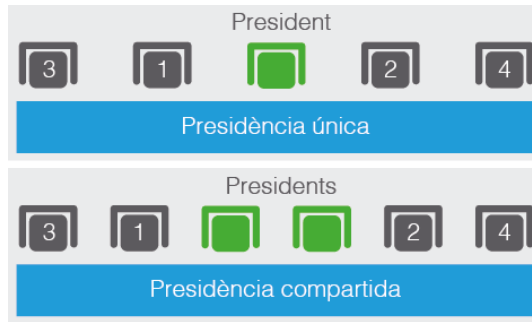 President
3 1 2 4
Presidència única
Presidents
3 1 2 4
Presidència compartida